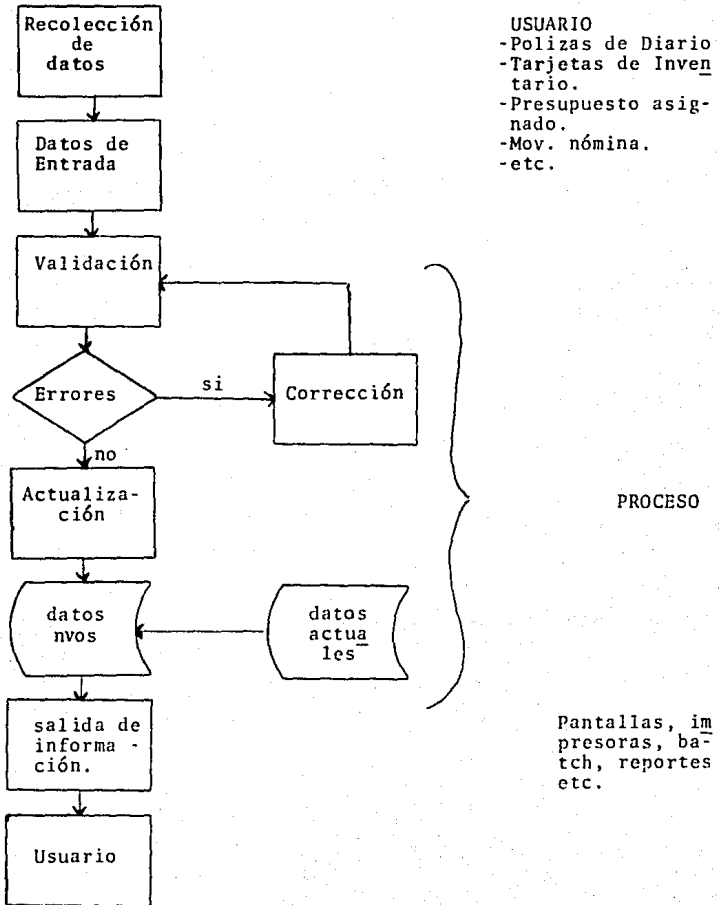 Recolección
de
datos
USUARIO
-Polizas de Diario
-Tarjetas de Inven
tario.
-Presupuesto asig-
nado.
-Mov. nómina.
-etc.
Datos de
Entrada
Validación
Errores
si
Corrección
no
Actualiza-
ción
PROCESO
datos
nvos
datos
actua
les
salida de
informa -
ción.
Pantallas, im
presoras, ba-
tch, reportes
etc.
Usuario